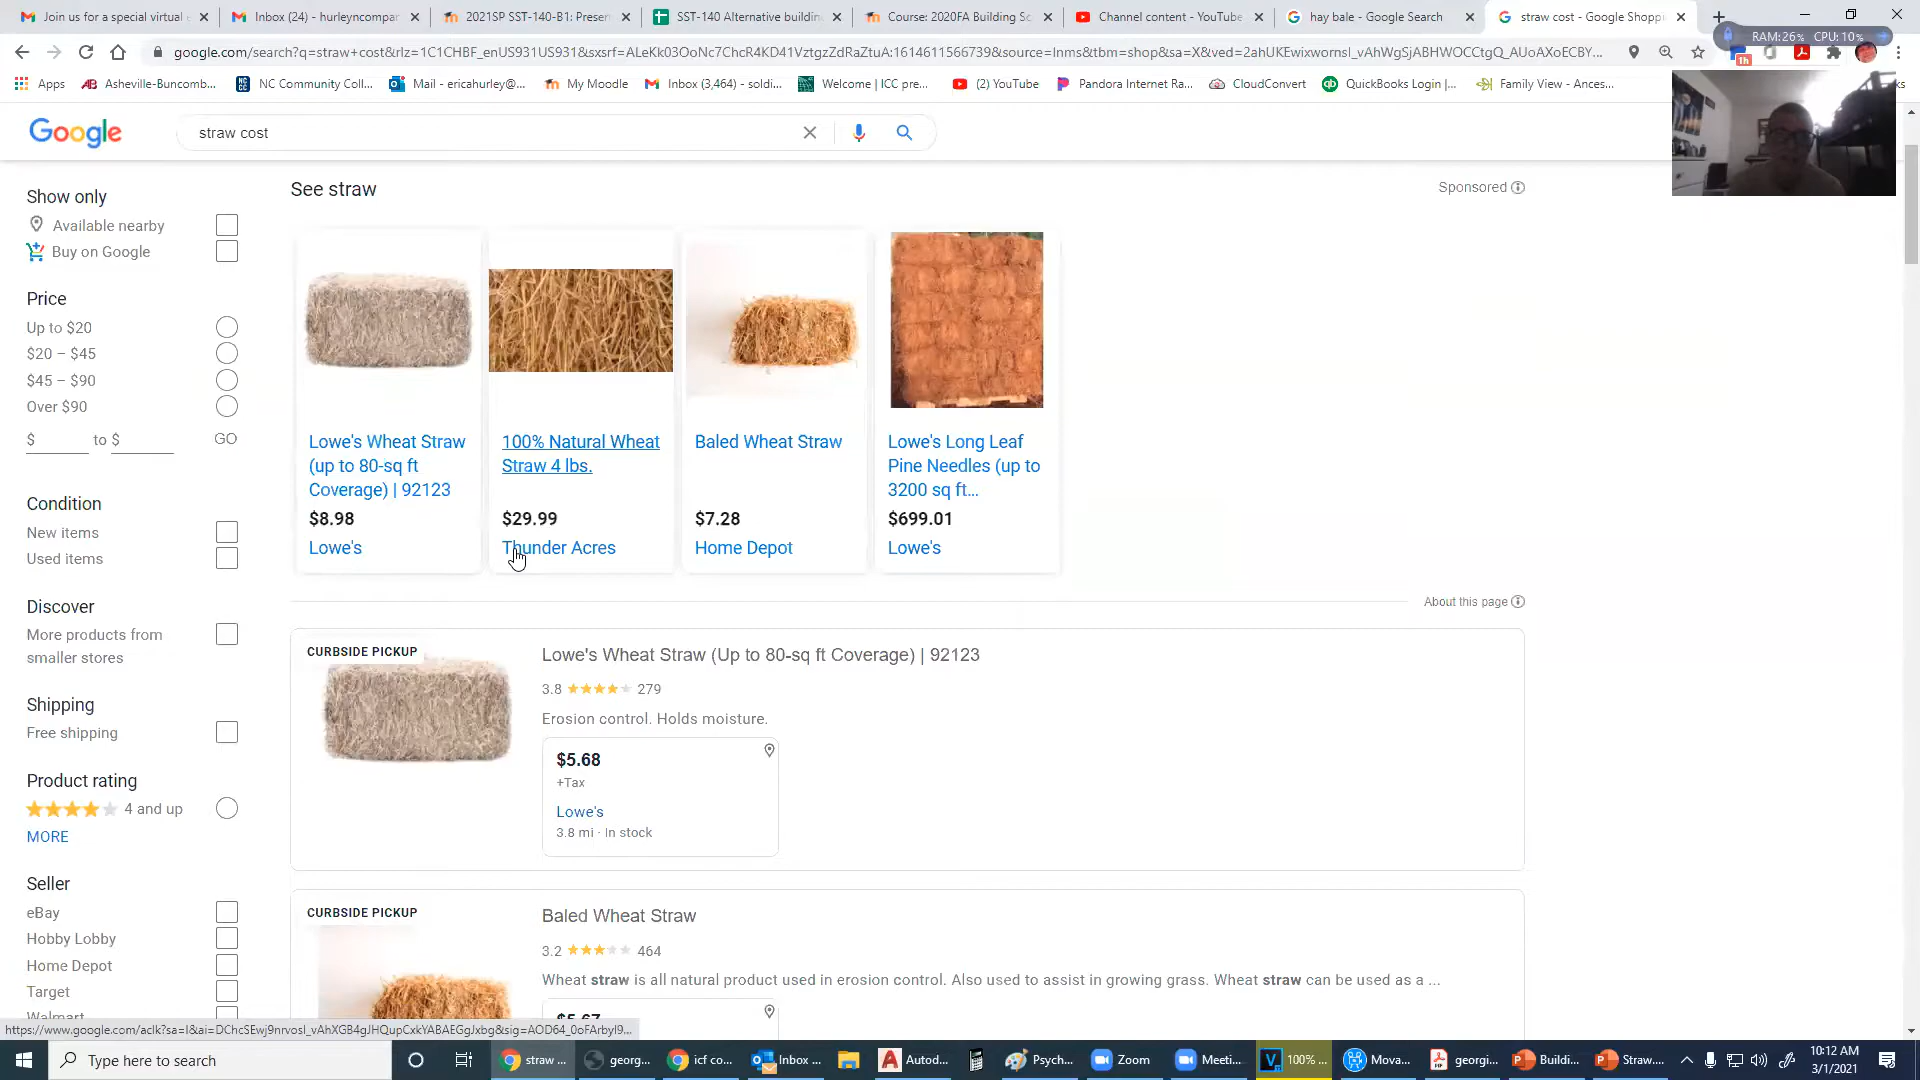 Join us for a special virtual
Inbox (24) - hurleycompan
2021SP SST-140-B1: Presen
SST-140 Alternative buildin
Course: 2020FA Building Sc
Channel content - YouTube
hay bale - Google Search
straw cost - Google Shopp
google.com/search?q=straw+cost&rlz=1C1CHBF_enUS931US931&sxsrf=ALeKk03OoNc7ChcR4KD41VztgzZdRaZtuA:1614611566739&source=lnms&tbm=shop&sa=X&ved=2ahUKEwixwornsl_vAhWgSjABHWOCCtgQ_AUoAXoECBY...
RAM:26% CPU:10%
1h
Apps
AB Asheville-Buncomb...
NC Community Coll...
Mail - ericahurley@...
My Moodle
Inbox (3,464) - soldi...
Welcome | ICC pre...
(2) YouTube
Pandora Internet Ra...
CloudConvert
QuickBooks Login |...
Family View - Ances...
Google
straw cost
Show only
Available nearby
Buy on Google
Price
Up to $20
$20 – $45
$45 – $90
Over $90
$ to $ GO
Condition
New items
Used items
Discover
More products from
smaller stores
Shipping
Free shipping
Product rating
4 and up
MORE
Seller
eBay
Hobby Lobby
Home Depot
Target
Walmart
See straw
Sponsored
Lowe's Wheat Straw
(up to 80-sq ft
Coverage) | 92123
$8.98
Lowe's
100% Natural Wheat
Straw 4 lbs.
$29.99
Thunder Acres
Baled Wheat Straw
$7.28
Home Depot
Lowe's Long Leaf
Pine Needles (up to
3200 sq ft...
$699.01
Lowe's
About this page
CURBSIDE PICKUP
Lowe's Wheat Straw (Up to 80-sq ft Coverage) | 92123
3.8 279
Erosion control. Holds moisture.
$5.68
+Tax
Lowe's
3.8 mi · In stock
CURBSIDE PICKUP
Baled Wheat Straw
3.2 464
Wheat straw is all natural product used in erosion control. Also used to assist in growing grass. Wheat straw can be used as a ...
$5.67
https://www.google.com/aclk?sa=l&ai=DChcSEwj9nrvosl_vAhXGB4gJHQupCxkYABAEGgJxbg&sig=AOD64_0oFArbyI9...
Type here to search
straw ...
georg...
icf co...
Inbox ...
Autod...
Psych...
Zoom
Meeti...
100% ...
Mova...
georgi...
Buildi...
Straw....
10:12 AM
3/1/2021